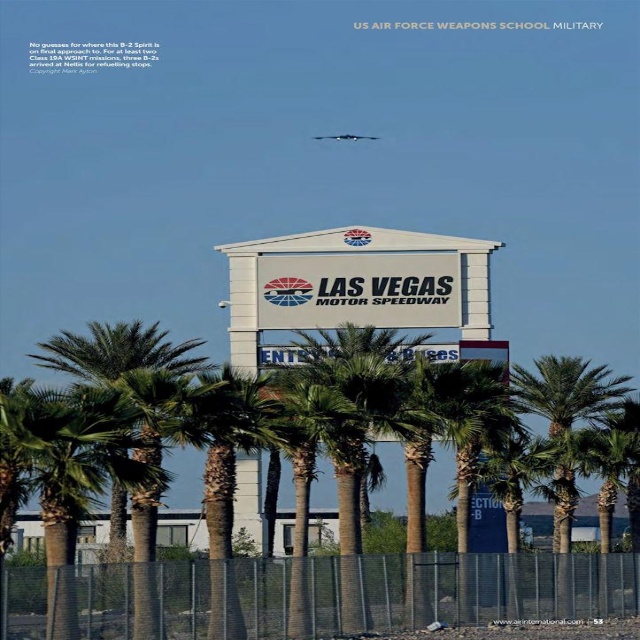 US AIR FORCE WEAPONS SCHOOL MILITARY
No guesses for where this B-2 Spirit is
on final approach to. For at least two
Class 19A WSINT missions, three B-2s
arrived at Nellis for refuelling stops.
Copyright Mark Ayton
LAS VEGAS
MOTOR SPEEDWAY
& Buses
www.airinternational.com
53